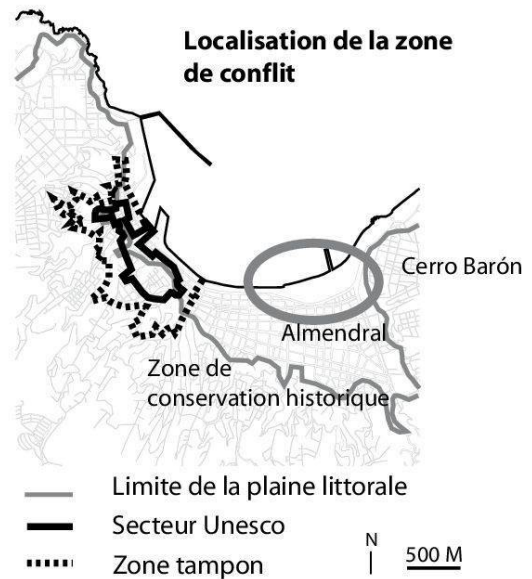 Localisation de la zone
de conflit
Cerro Barón
Almendral
Zone de
conservation historique
Limite de la plaine littorale
Secteur Unesco
Zone tampon
N
500 M